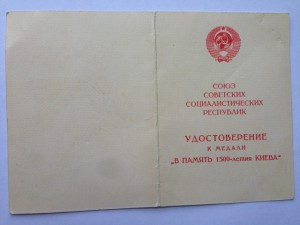 СОЮЗ
СОВЕТСКИХ
СОЦИАЛИСТИЧЕСКИХ
РЕСПУБЛИК
УДОСТОВЕРЕНИЕ
К МЕДАЛИ
„В ПАМЯТЬ 1500-летия КИЕВА“